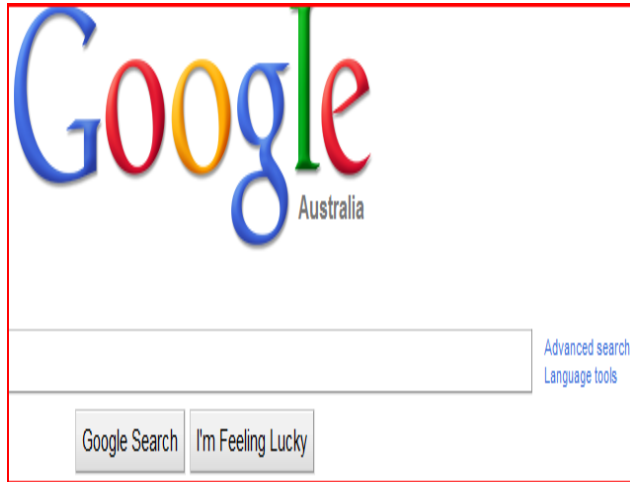 Google
Australia
Advanced search
Language tools
Google Search
I'm Feeling Lucky